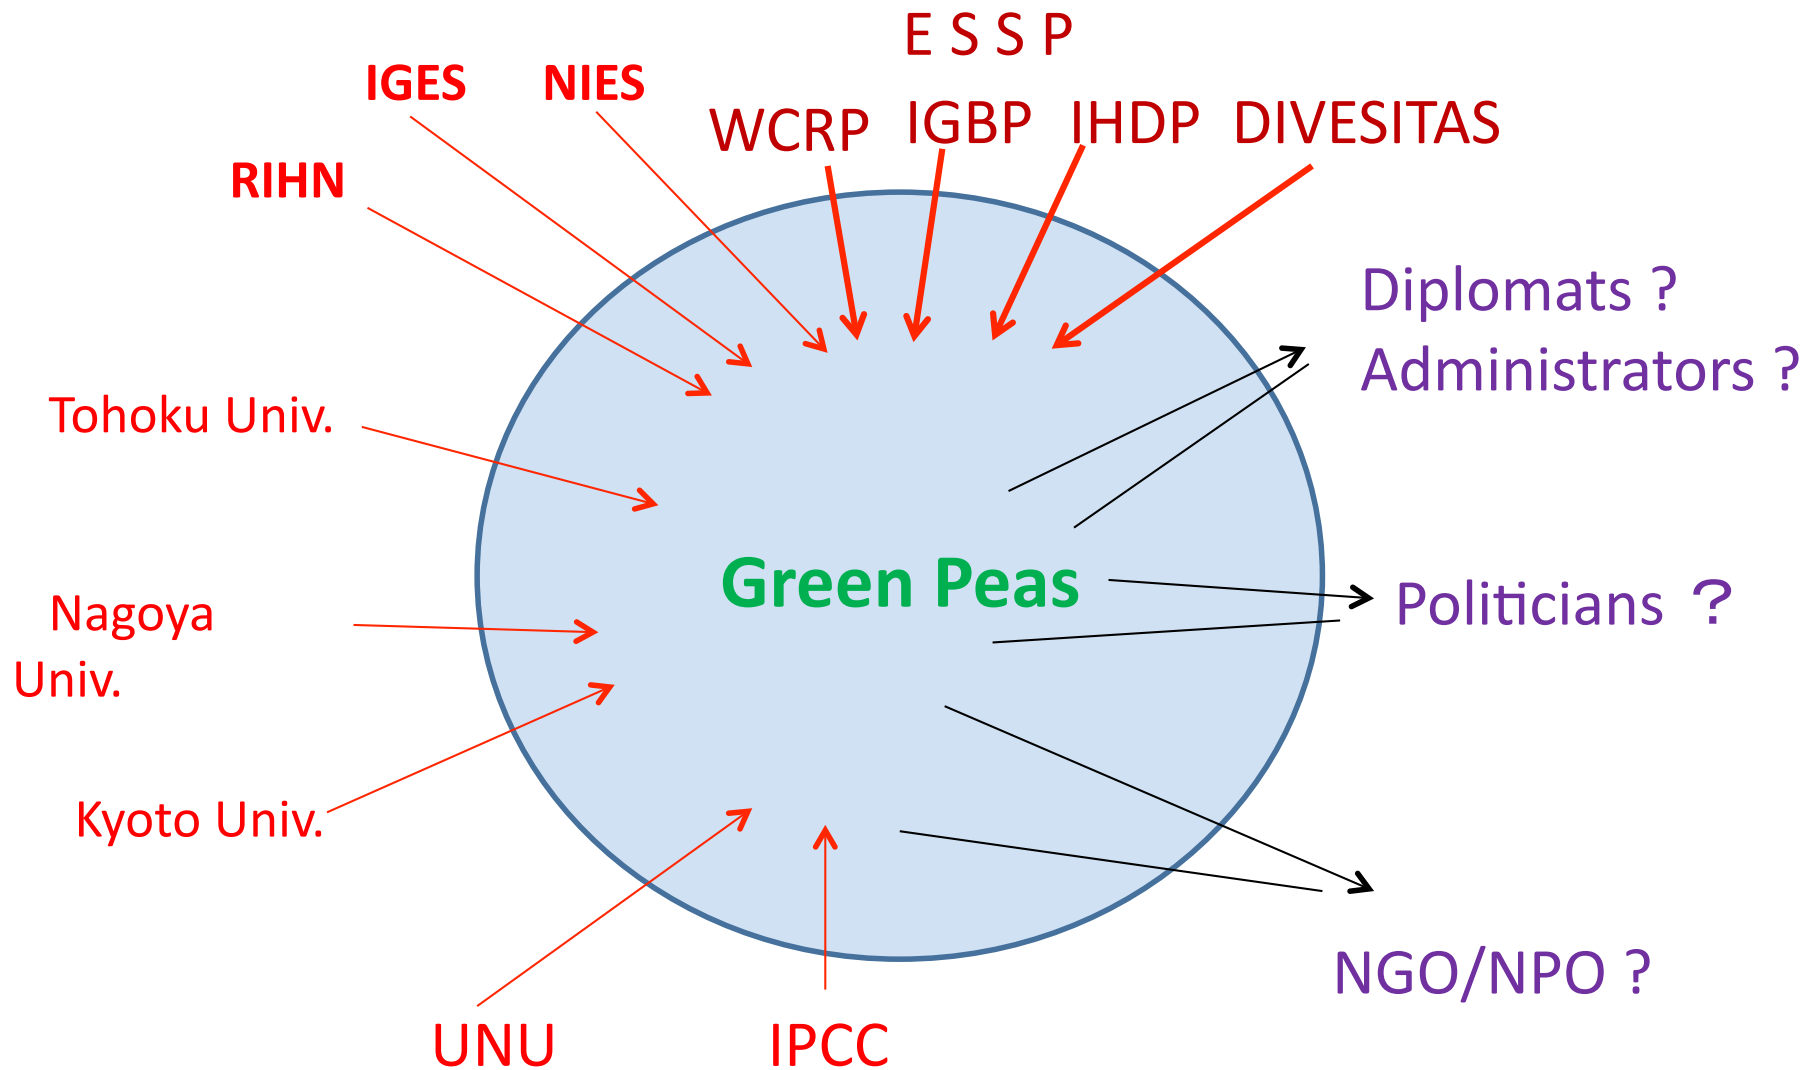 E S S P
IGES
NIES
WCRP
IGBP
IHDP
DIVESITAS
RIHN
Diplomats ?
Administrators ?
Tohoku Univ.
Green Peas
Politicians ？
Nagoya
Univ.
Kyoto Univ.
NGO/NPO ?
UNU
IPCC